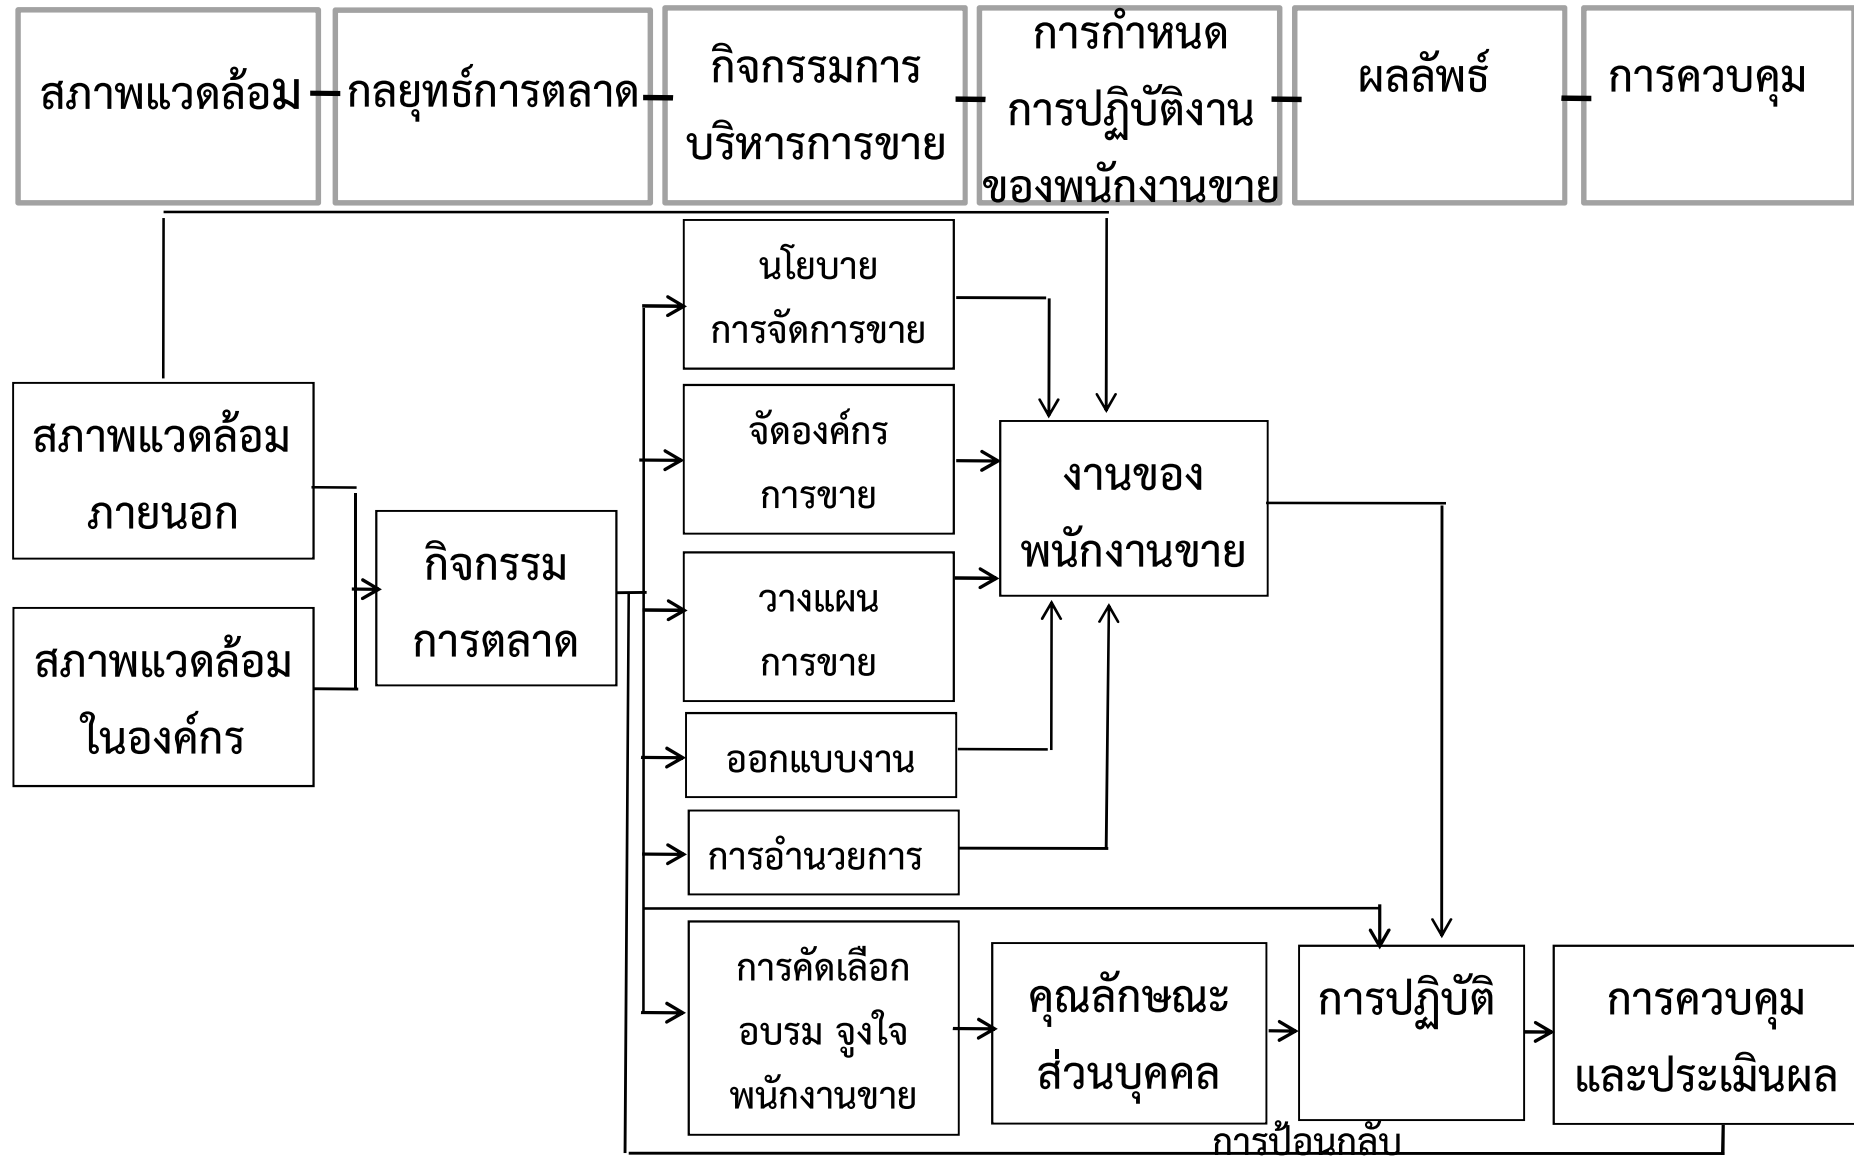 สภาพแวดล้อม
กลยุทธ์การตลาด
กิจกรรมการ
บริหารการขาย
การกำหนด
การปฏิบัติงาน
ของพนักงานขาย
ผลลัพธ์
การควบคุม
นโยบาย
การจัดการขาย
สภาพแวดล้อม
ภายนอก
จัดองค์กร
การขาย
งานของ
พนักงานขาย
กิจกรรม
การตลาด
วางแผน
การขาย
สภาพแวดล้อม
ในองค์กร
ออกแบบงาน
การอำนวยการ
การคัดเลือก
อบรม จูงใจ
พนักงานขาย
คุณลักษณะ
ส่วนบุคคล
การปฏิบัติ
การควบคุม
และประเมินผล
การป้อนกลับ